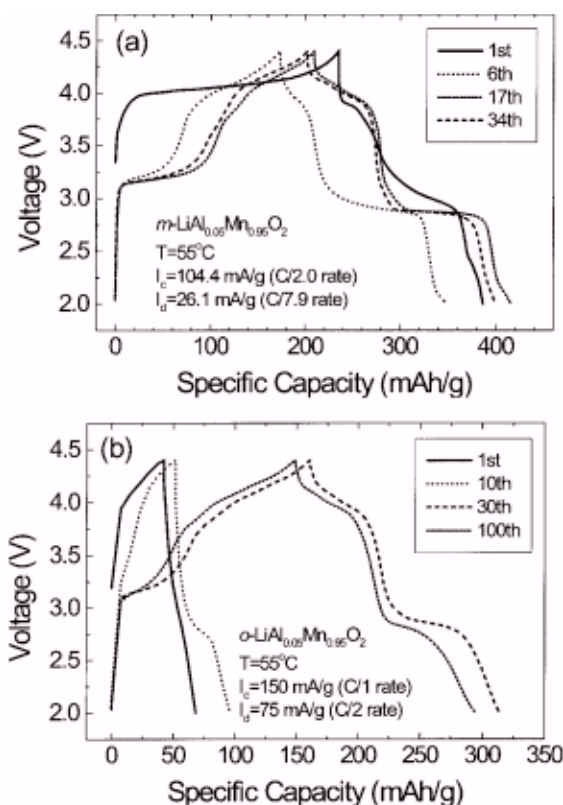 (a)
1st
6th
17th
34th
4.5
4.0
3.5
3.0
2.5
2.0
Voltage (V)
m-LiAl0.05Mn0.95O2
T=55°C
Ic=104.4 mA/g (C/2.0 rate)
Id=26.1 mA/g (C/7.9 rate)
0 100 200 300 400
Specific Capacity (mAh/g)
(b)
1st
10th
30th
100th
4.5
4.0
3.5
3.0
2.5
2.0
Voltage (V)
o-LiAl0.05Mn0.95O2
T=55°C
Ic=150 mA/g (C/1 rate)
Id=75 mA/g (C/2 rate)
0 50 100 150 200 250 300 350
Specific Capacity (mAh/g)